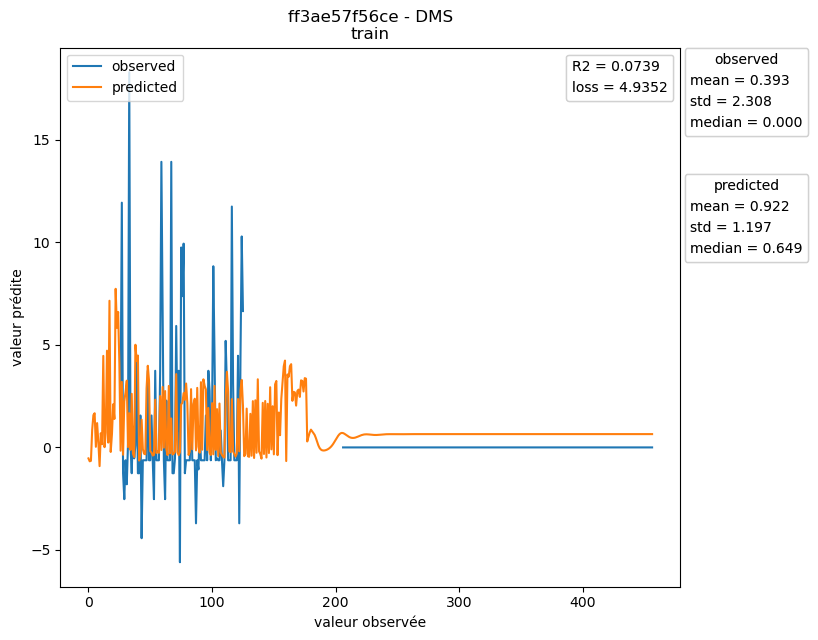 ff3ae57f56ce - DMS
train
observed
predicted
R2 = 0.0739
loss = 4.9352
observed
mean = 0.393
std = 2.308
median = 0.000
predicted
mean = 0.922
std = 1.197
median = 0.649
valeur prédite
15
10
5
0
−5
0
100
200
300
400
valeur observée